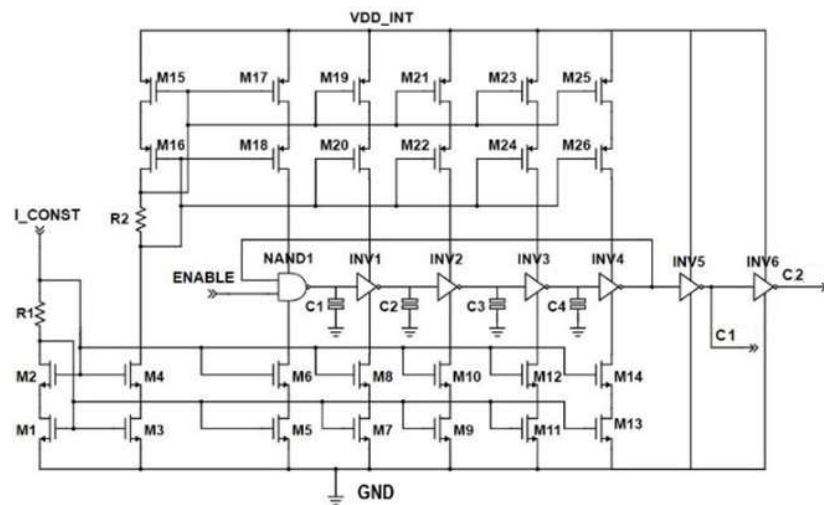 VDD_INT
M15 M17 M19 M21 M23 M25
M16 M18 M20 M22 M24 M26
I_CONST R2
NAND1 INV1 INV2 INV3 INV4 INV5 INV6
ENABLE C2
R1 C1 C2 C3 C4
C1
M2 M4 M6 M8 M10 M12 M14
M1 M3 M5 M7 M9 M11 M13
GND